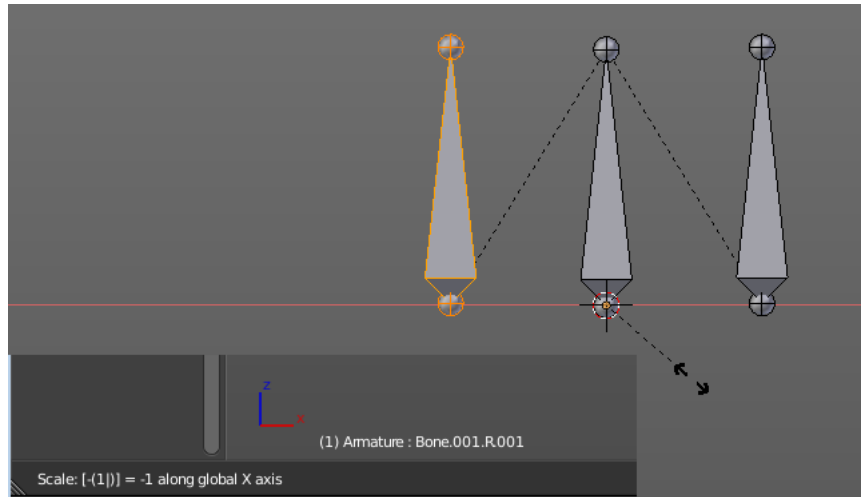 z
x
(1) Armature : Bone.001.R.001
Scale: [-(1|)] = -1 along global X axis